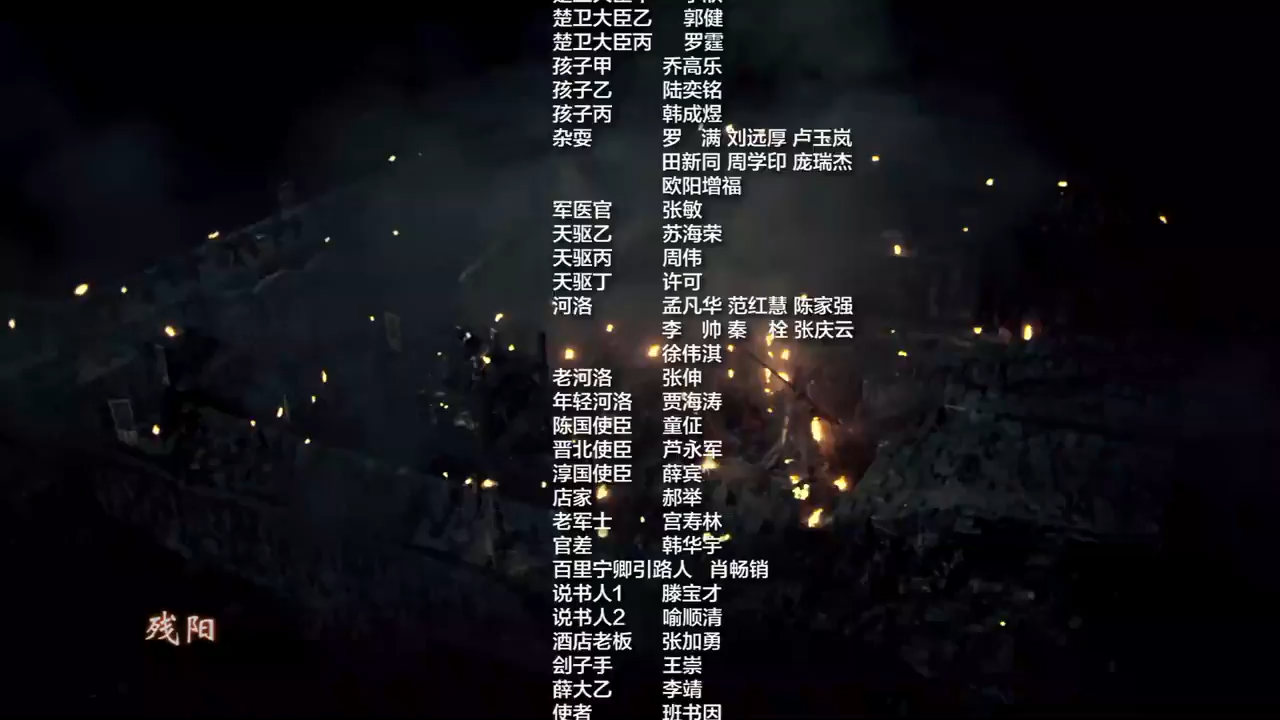 楚卫大臣乙 郭健
楚卫大臣丙 罗霆
孩子甲 乔高乐
孩子乙 陆奕铭
孩子丙 韩成煜
杂耍 罗 满 刘远厚 卢玉岚
田新同 周学印 庞瑞杰
欧阳增福
军医官 张敏
天驱乙 苏海荣
天驱丙 周伟
天驱丁 许可
河洛 孟凡华 范红慧 陈家强
李 帅 秦 栓 张庆云
徐伟淇
老河洛 张伸
年轻河洛 贾海涛
陈国使臣 童征
晋北使臣 芦永军
淳国使臣 薛宾
店家 郝举
老军士 宫寿林
官差 韩华宇
百里宁卿引路人 肖畅销
说书人1 滕宝才
说书人2 喻顺清
酒店老板 张加勇
刽子手 王崇
薛大乙 李靖
使者 班书因
残阳